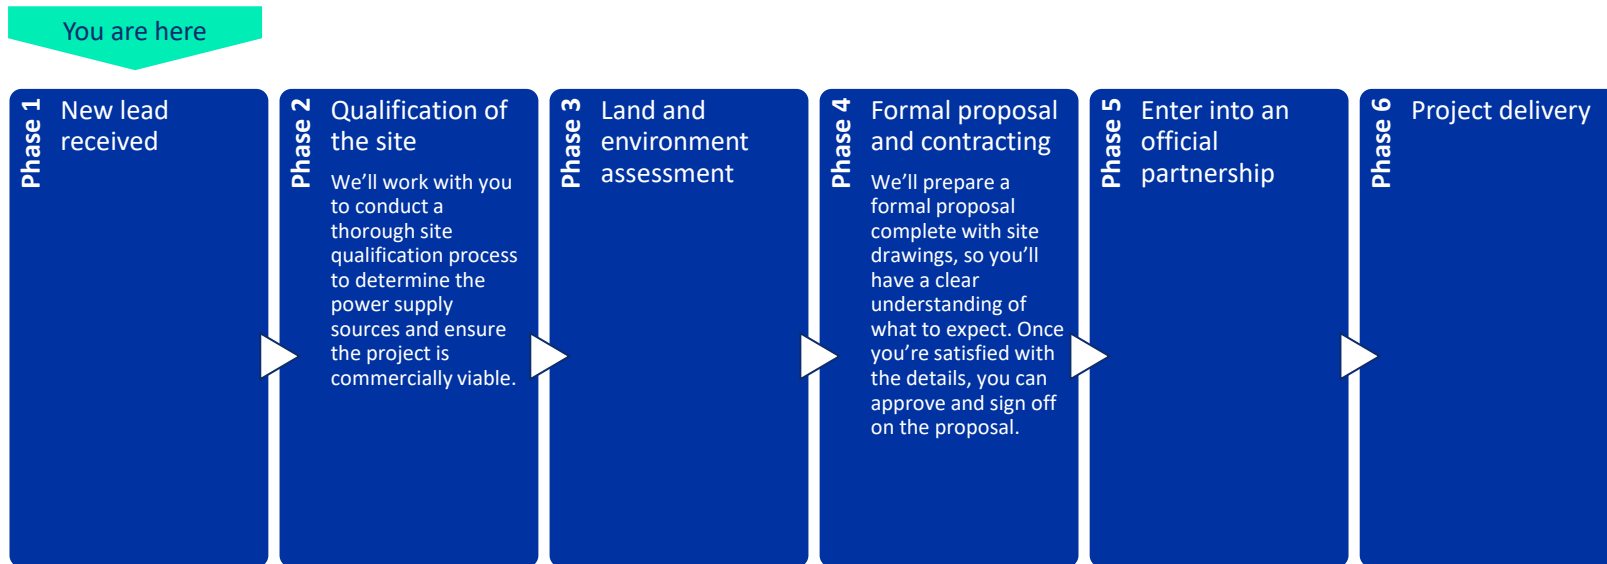 You are here
Phase 1
New lead
received
Phase 2
Qualification of
the site
We’ll work with you
to conduct a
thorough site
qualification process
to determine the
power supply
sources and ensure
the project is
commercially viable.
Phase 3
Land and
environment
assessment
Phase 4
Formal proposal
and contracting
We’ll prepare a
formal proposal
complete with site
drawings, so you’ll
have a clear
understanding of
what to expect. Once
you’re satisfied with
the details, you can
approve and sign off
on the proposal.
Phase 5
Enter into an
official
partnership
Phase 6
Project delivery